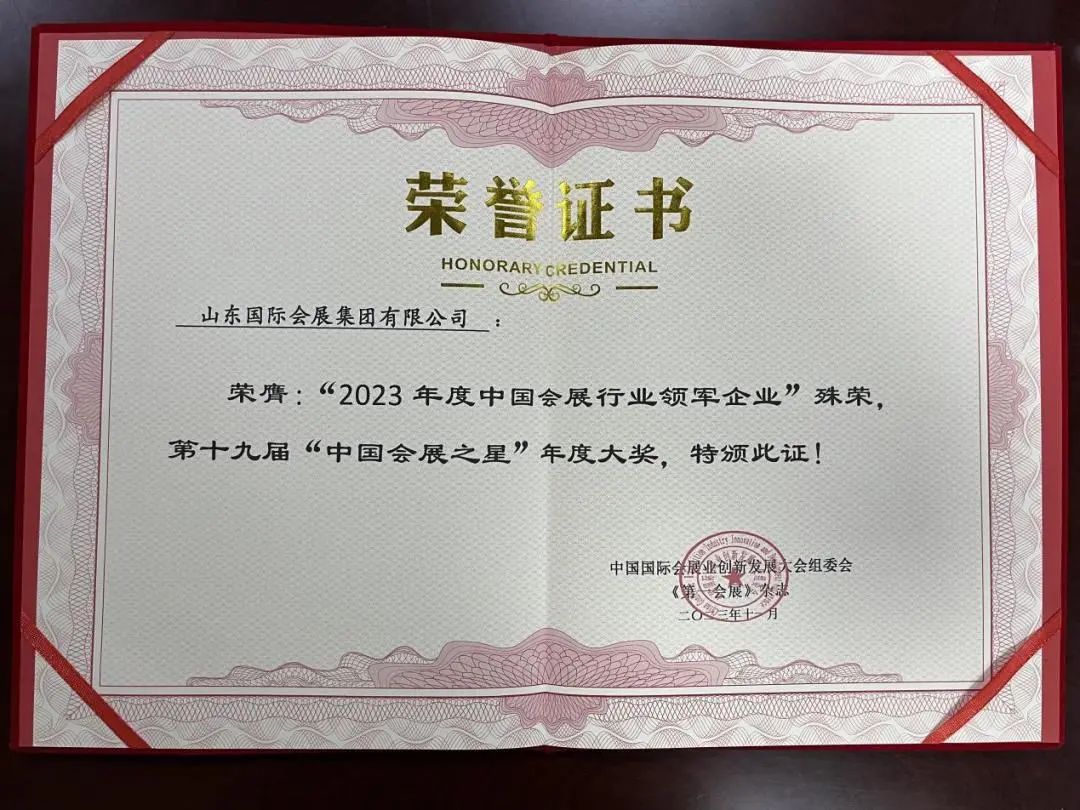 荣誉证书
HONORARY CREDENTIAL
山东国际会展集团有限公司：
荣膺：“2023 年度中国会展行业领军企业”殊荣，
第十九届“中国会展之星”年度大奖，特颁此证！
中国国际会展业创新发展大会组委会
《第一会展》杂志
二〇二三年十一月